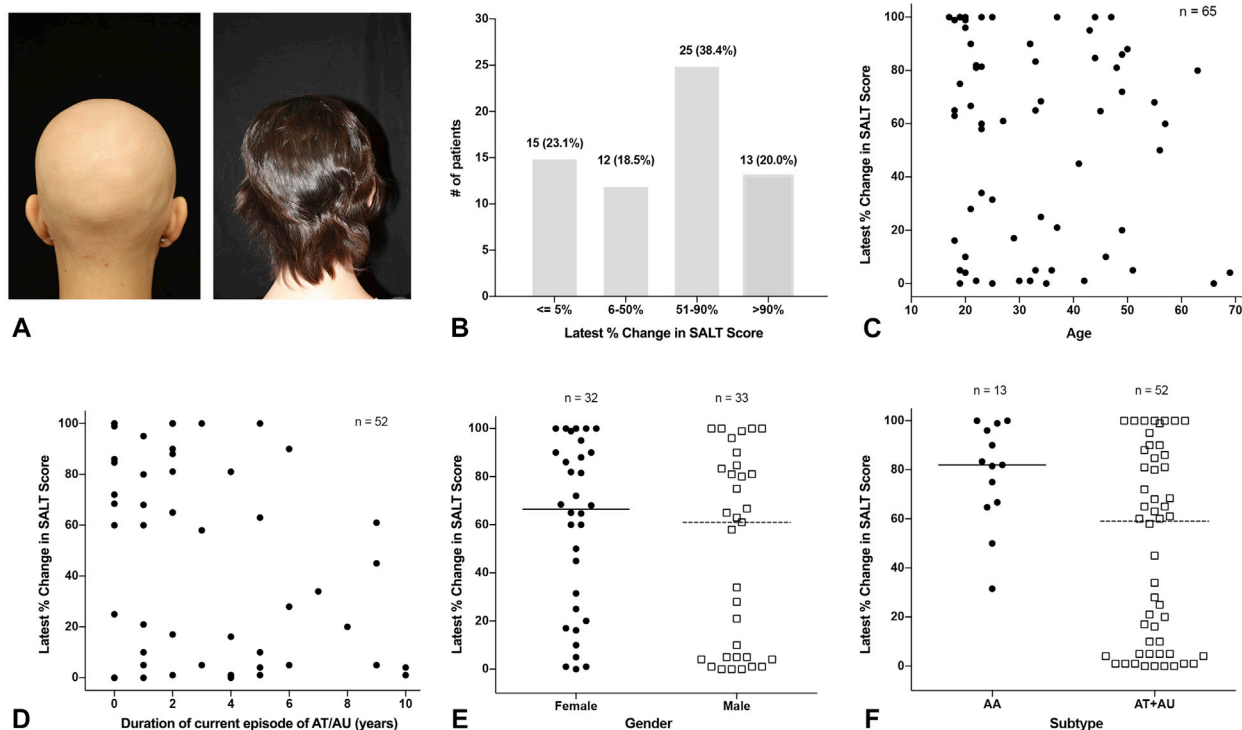 A
30
25
20
15
10
5
0
# of patients
15 (23.1%)
12 (18.5%)
25 (38.4%)
13 (20.0%)
<= 5%
6-50%
51-90%
>90%
Latest % Change in SALT Score
B
n = 65
100
80
60
40
20
0
Latest % Change in SALT Score
10
20
30
40
50
60
70
Age
C
n = 52
100
80
60
40
20
0
Latest % Change in SALT Score
0
2
4
6
8
10
Duration of current episode of AT/AU (years)
D
n = 32
n = 33
100
80
60
40
20
0
Latest % Change in SALT Score
Female
Male
Gender
E
n = 13
n = 52
100
80
60
40
20
0
Latest % Change in SALT Score
AA
AT+AU
Subtype
F